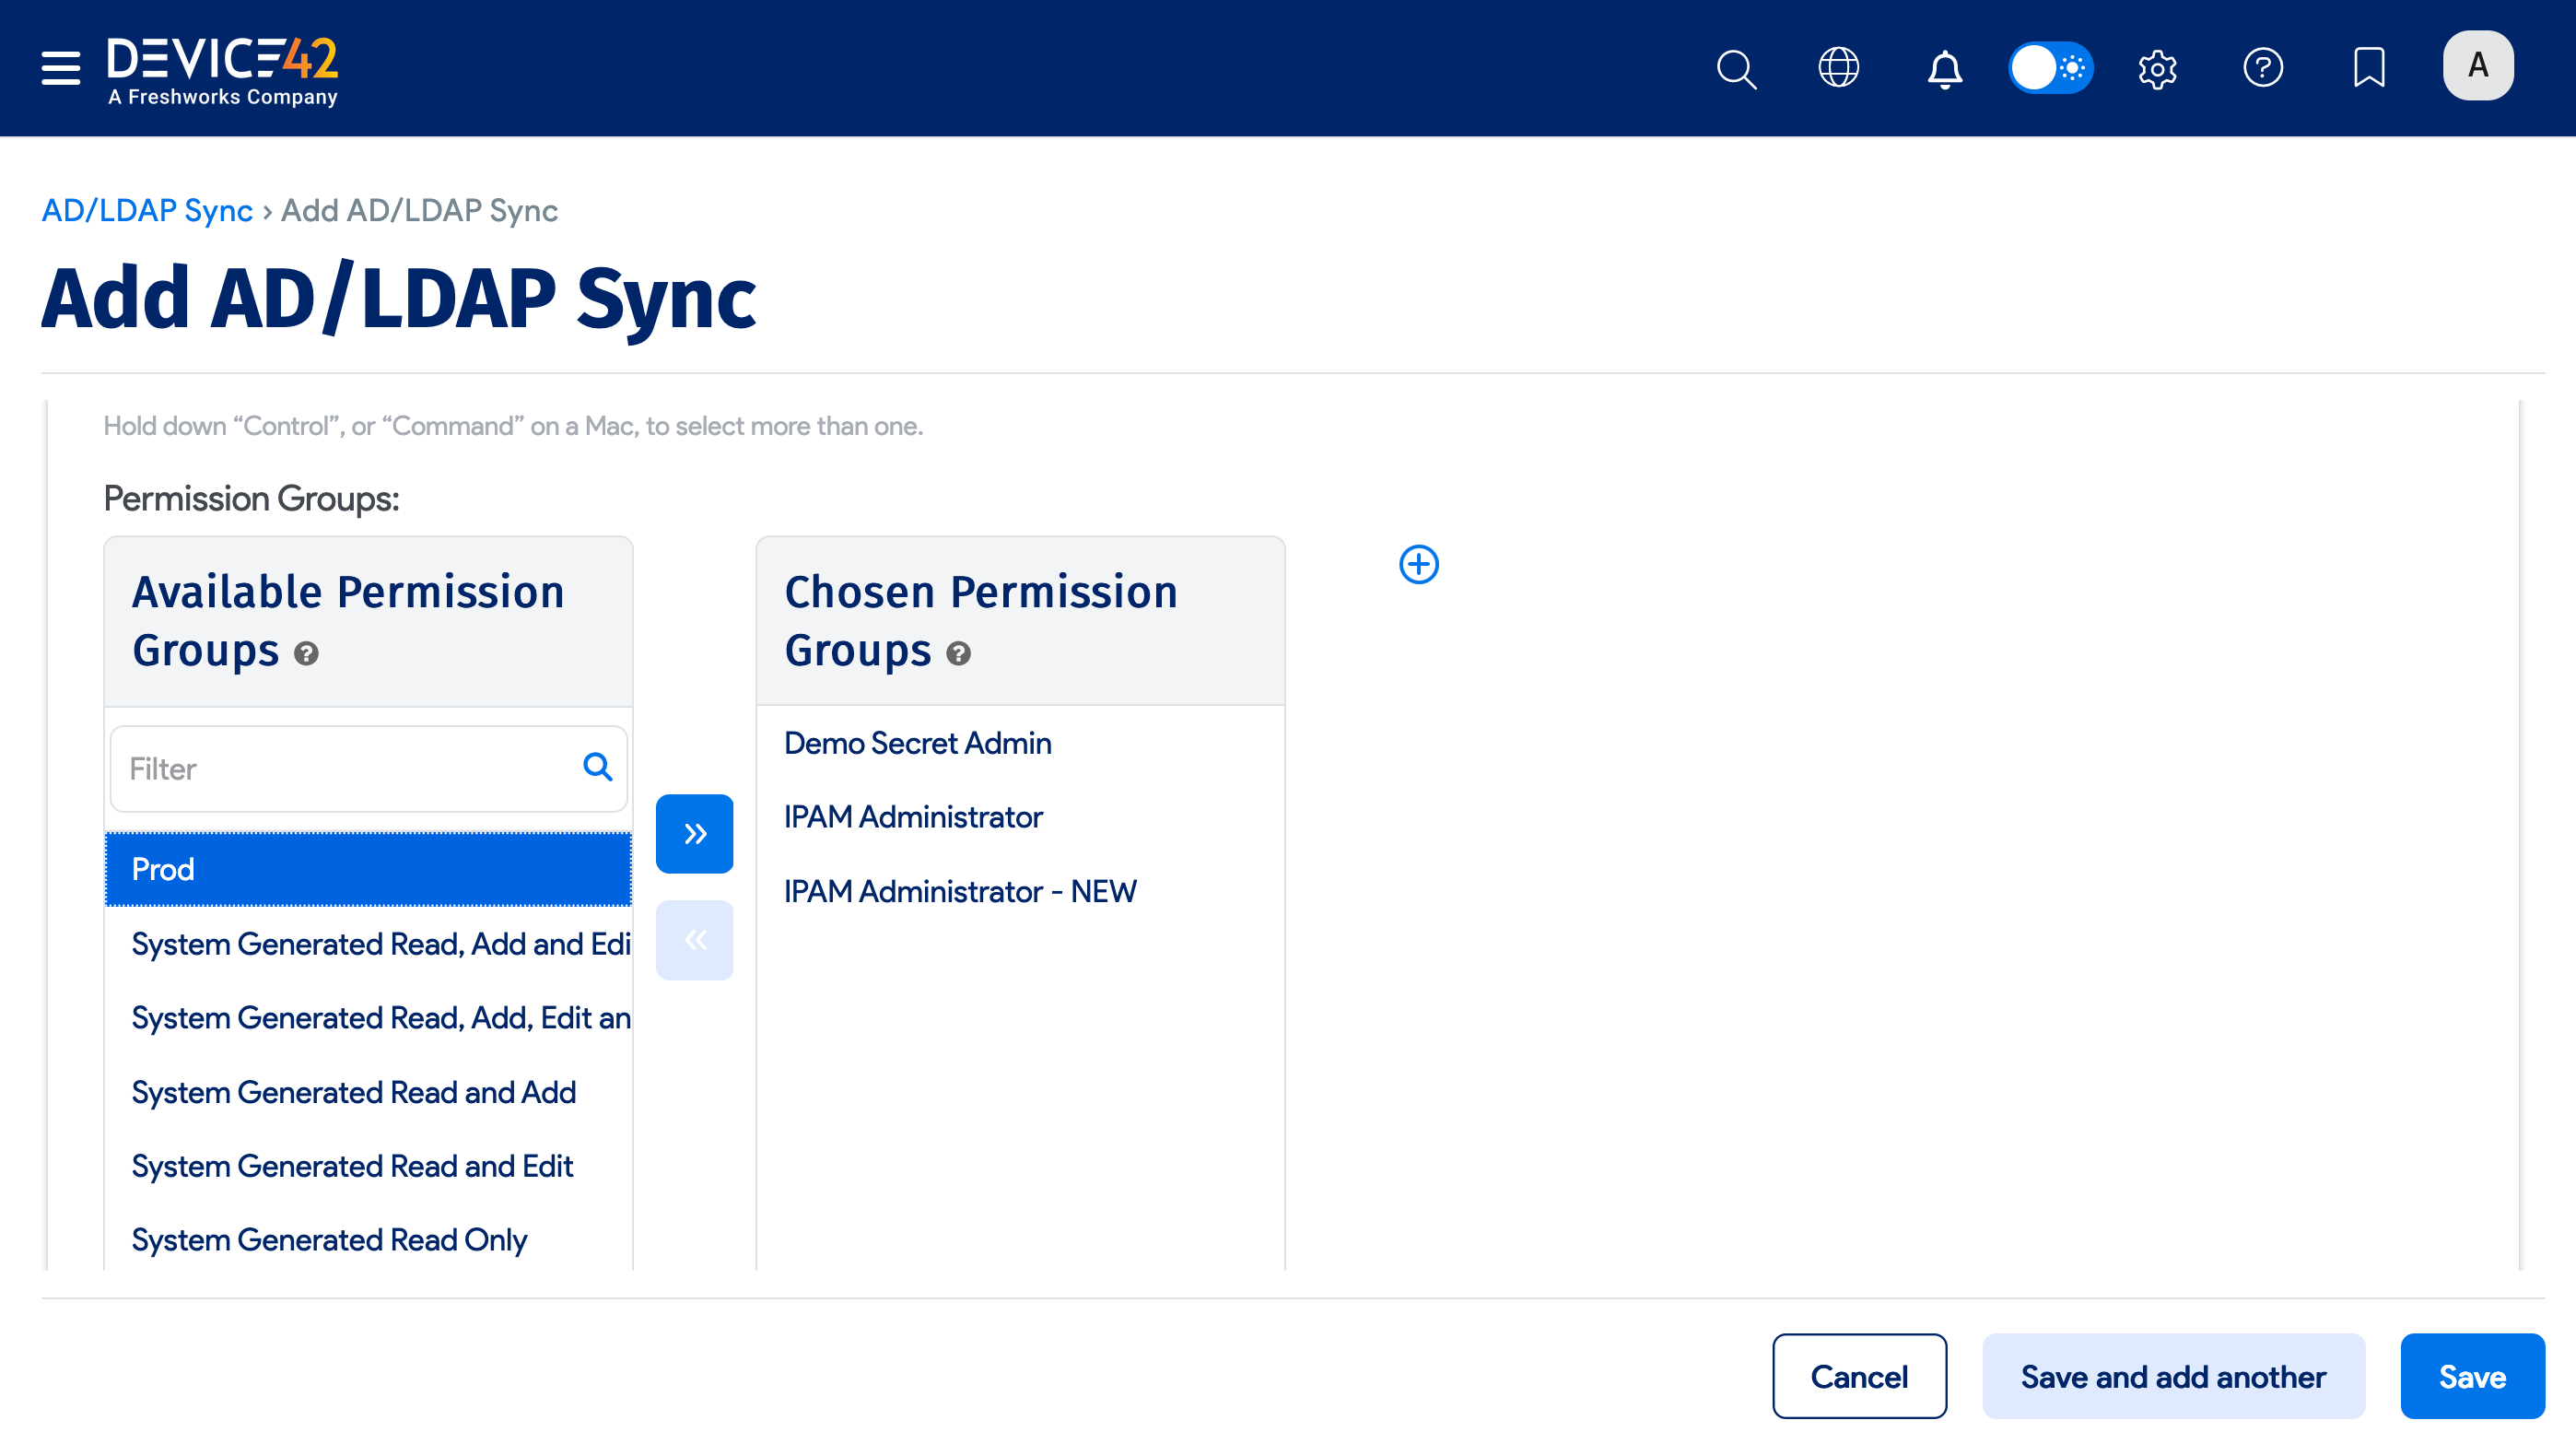 DEVICE42
A Freshworks Company
A
AD/LDAP Sync › Add AD/LDAP Sync
Add AD/LDAP Sync
Hold down “Control”, or “Command” on a Mac, to select more than one.
Permission Groups:
Available Permission
Groups ?
Filter
Prod
System Generated Read, Add and Edi
System Generated Read, Add, Edit an
System Generated Read and Add
System Generated Read and Edit
System Generated Read Only
Chosen Permission
Groups ?
Demo Secret Admin
IPAM Administrator
IPAM Administrator - NEW
Cancel
Save and add another
Save